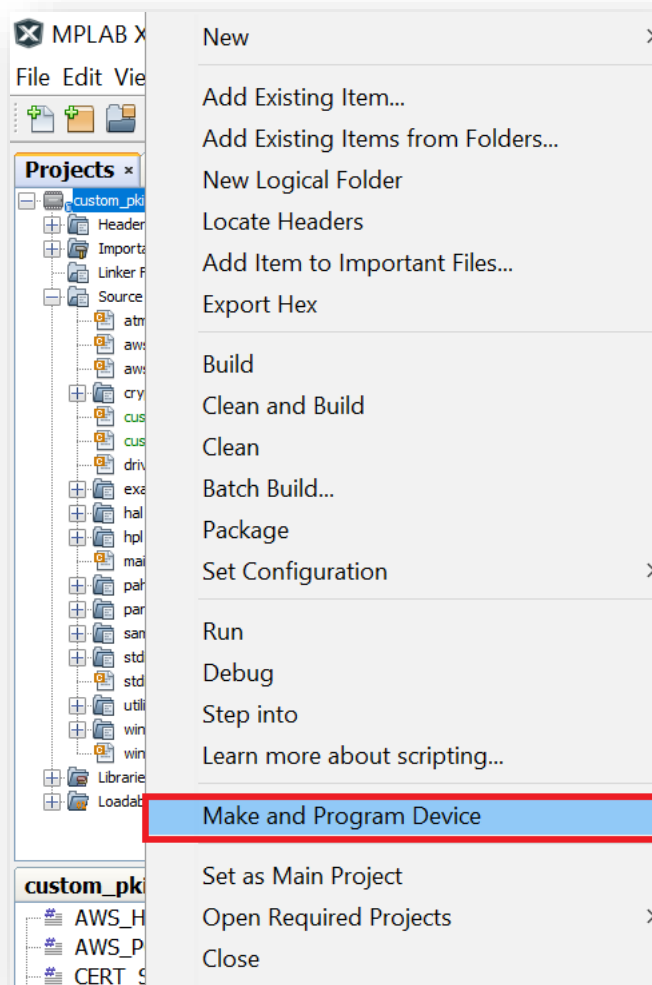 MPLAB X
File Edit Vie
Projects ×
custom_pki
Header
Importa
Linker F
Source
atm
aws
aws
cry
cus
cus
driv
exa
hal
hpl
mai
pah
par
sam
std
std
utili
win
win
Librarie
Loadab
custom_pki
AWS_H
AWS_P
CERT_S
New
Add Existing Item...
Add Existing Items from Folders...
New Logical Folder
Locate Headers
Add Item to Important Files...
Export Hex
Build
Clean and Build
Clean
Batch Build...
Package
Set Configuration
Run
Debug
Step into
Learn more about scripting...
Make and Program Device
Set as Main Project
Open Required Projects
Close